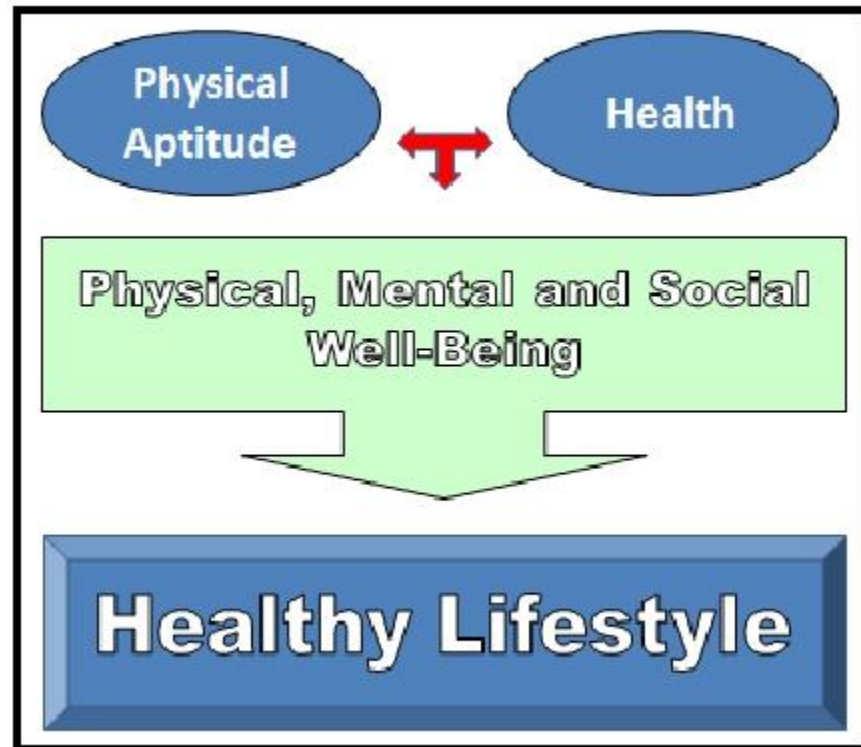 Physical
Aptitude
Health
Physical, Mental and Social
Well-Being
Healthy Lifestyle